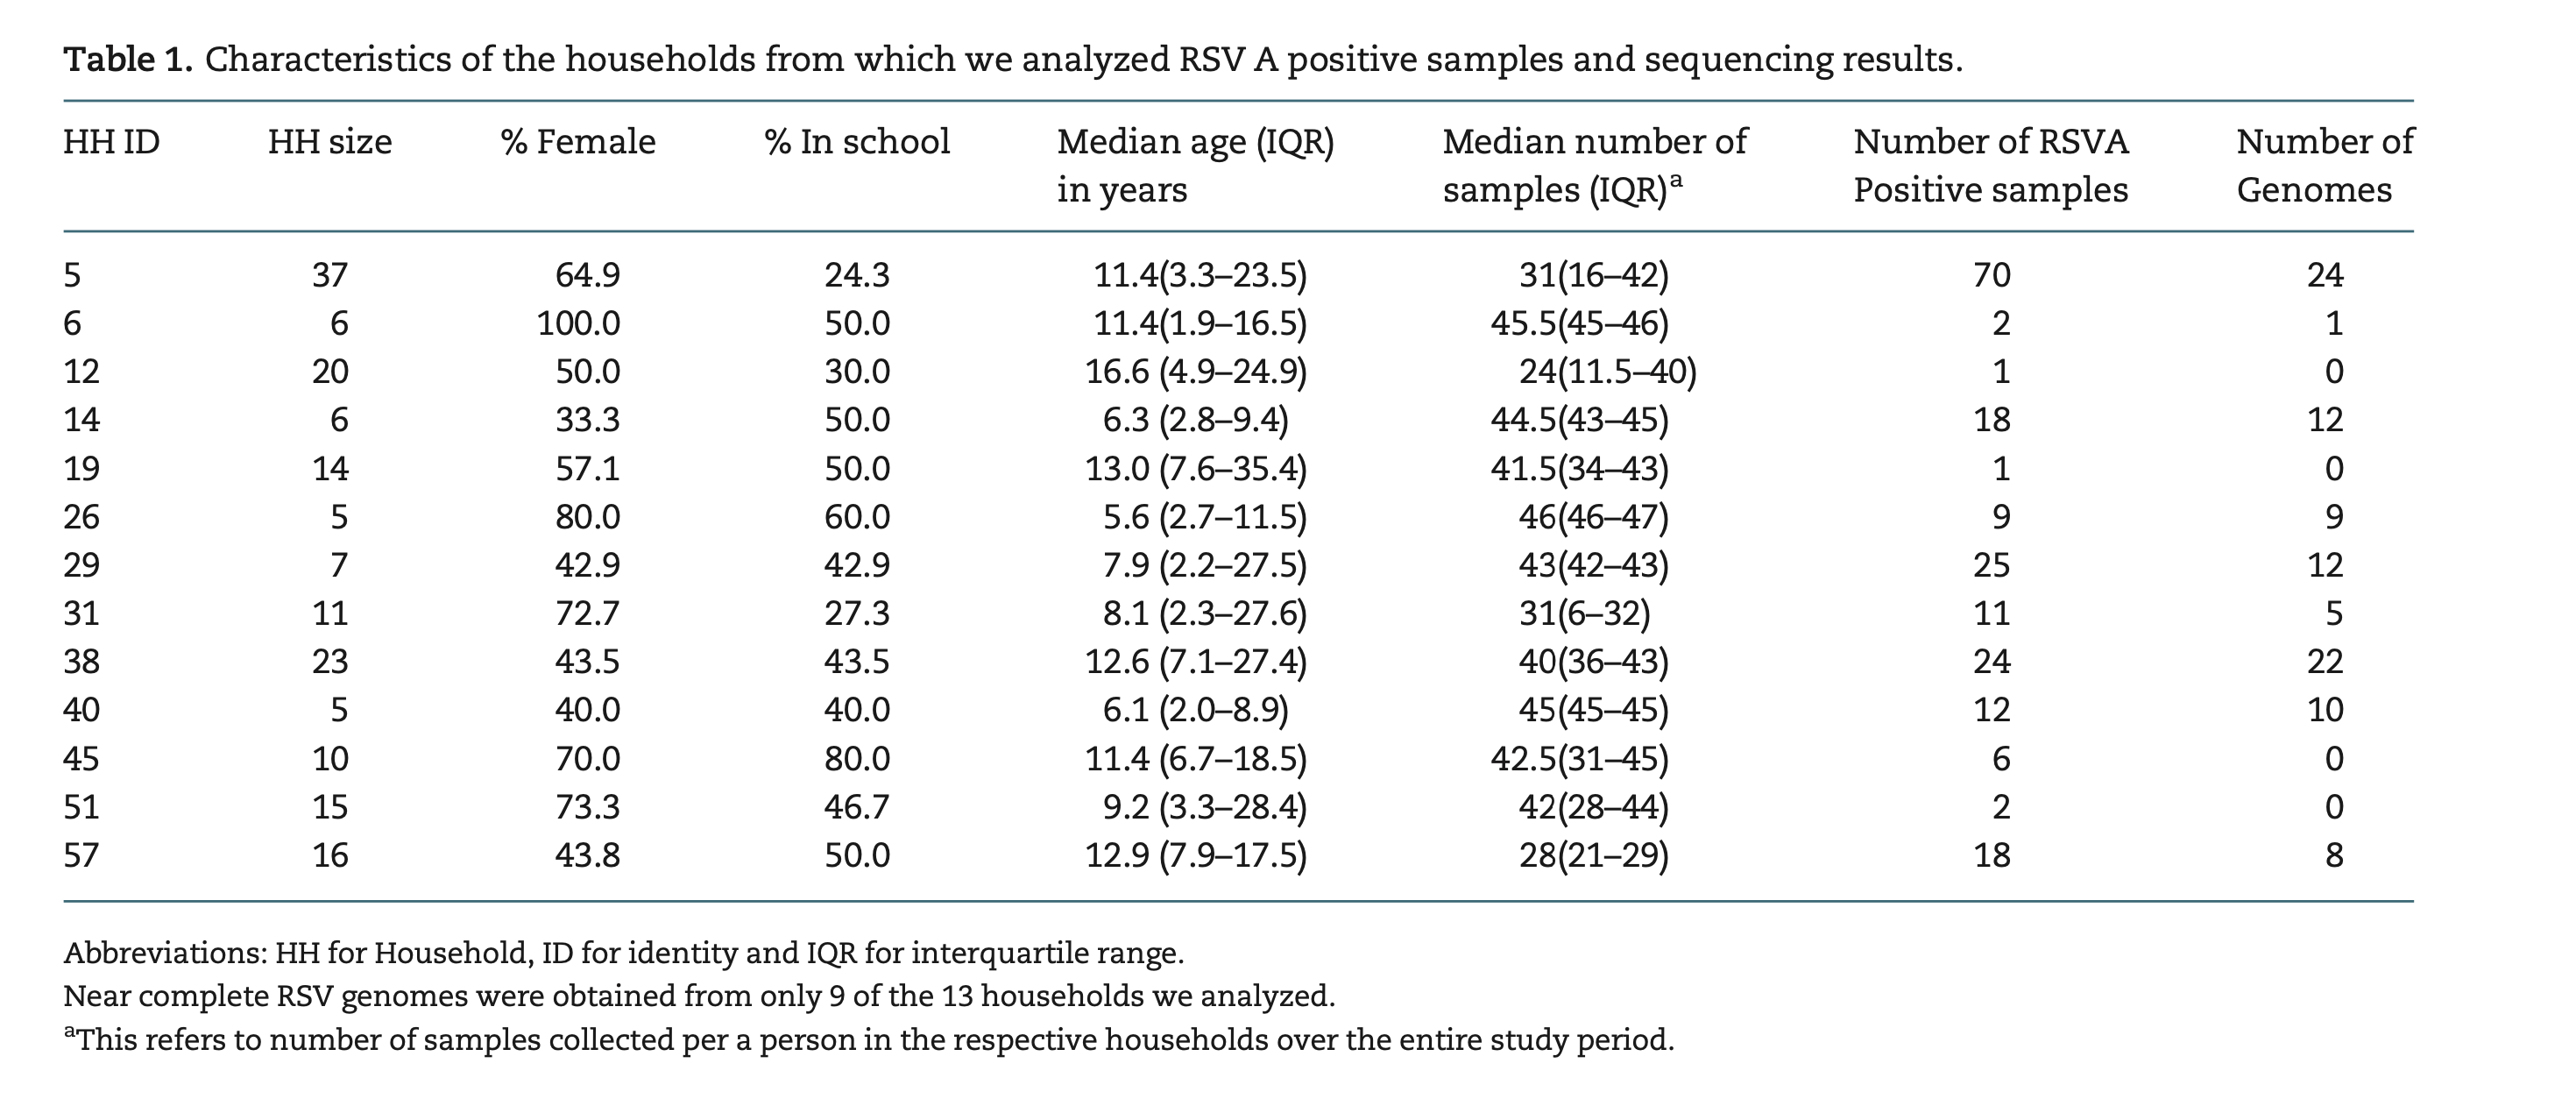 Table 1. Characteristics of the households from which we analyzed RSV A positive samples and sequencing results.
HH ID HH size % Female % In school Median age (IQR) in years Median number of samples (IQR)a Number of RSVA Positive samples Number of Genomes
5 37 64.9 24.3 11.4(3.3–23.5) 31(16–42) 70 24
6 6 100.0 50.0 11.4(1.9–16.5) 45.5(45–46) 2 1
12 20 50.0 30.0 16.6 (4.9–24.9) 24(11.5–40) 1 0
14 6 33.3 50.0 6.3 (2.8–9.4) 44.5(43–45) 18 12
19 14 57.1 50.0 13.0 (7.6–35.4) 41.5(34–43) 1 0
26 5 80.0 60.0 5.6 (2.7–11.5) 46(46–47) 9 9
29 7 42.9 42.9 7.9 (2.2–27.5) 43(42–43) 25 12
31 11 72.7 27.3 8.1 (2.3–27.6) 31(6–32) 11 5
38 23 43.5 43.5 12.6 (7.1–27.4) 40(36–43) 24 22
40 5 40.0 40.0 6.1 (2.0–8.9) 45(45–45) 12 10
45 10 70.0 80.0 11.4 (6.7–18.5) 42.5(31–45) 6 0
51 15 73.3 46.7 9.2 (3.3–28.4) 42(28–44) 2 0
57 16 43.8 50.0 12.9 (7.9–17.5) 28(21–29) 18 8
Abbreviations: HH for Household, ID for identity and IQR for interquartile range.
Near complete RSV genomes were obtained from only 9 of the 13 households we analyzed.
aThis refers to number of samples collected per a person in the respective households over the entire study period.